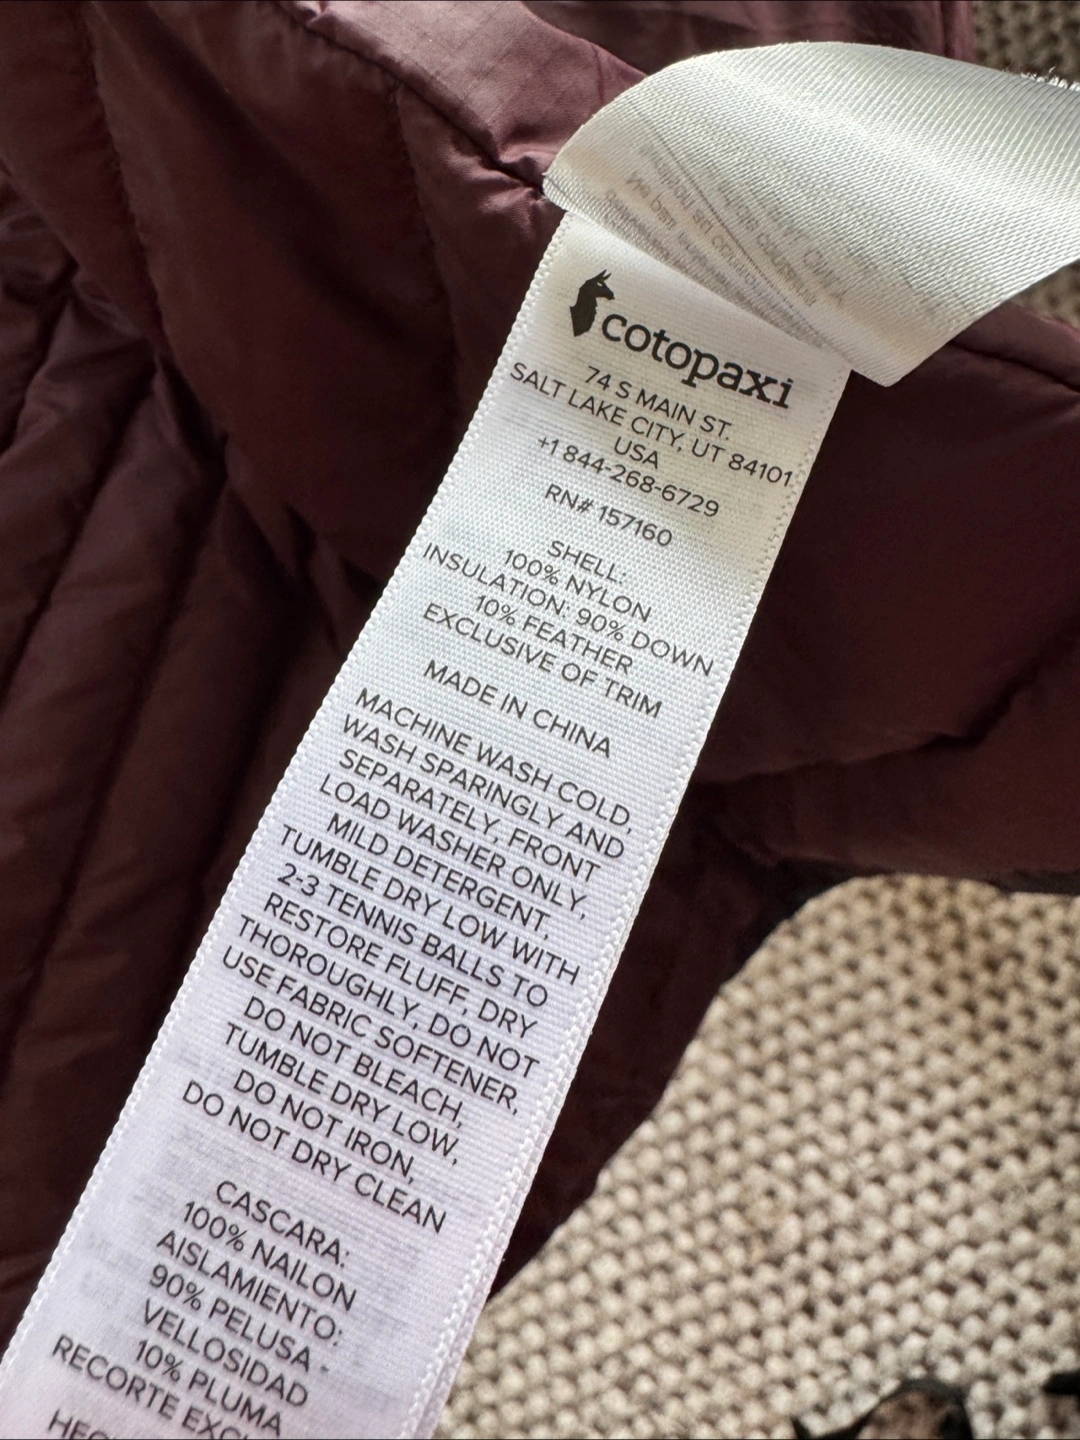 cotopaxi
74 S MAIN ST.
SALT LAKE CITY, UT 84101
USA
+1 844-268-6729
RN# 157160
SHELL:
100% NYLON
INSULATION: 90% DOWN
10% FEATHER
EXCLUSIVE OF TRIM
MADE IN CHINA
MACHINE WASH COLD,
WASH SPARINGLY AND
SEPARATELY, FRONT
LOAD WASHER ONLY,
MILD DETERGENT,
TUMBLE DRY LOW WITH
2-3 TENNIS BALLS TO
RESTORE FLUFF, DRY
THOROUGHLY, DO NOT
USE FABRIC SOFTENER,
DO NOT BLEACH,
TUMBLE DRY LOW,
DO NOT IRON,
DO NOT DRY CLEAN
CASCARA:
100% NAILON
AISLAMIENTO:
90% PELUSA -
VELLOSIDAD
10% PLUMA
RECORTE